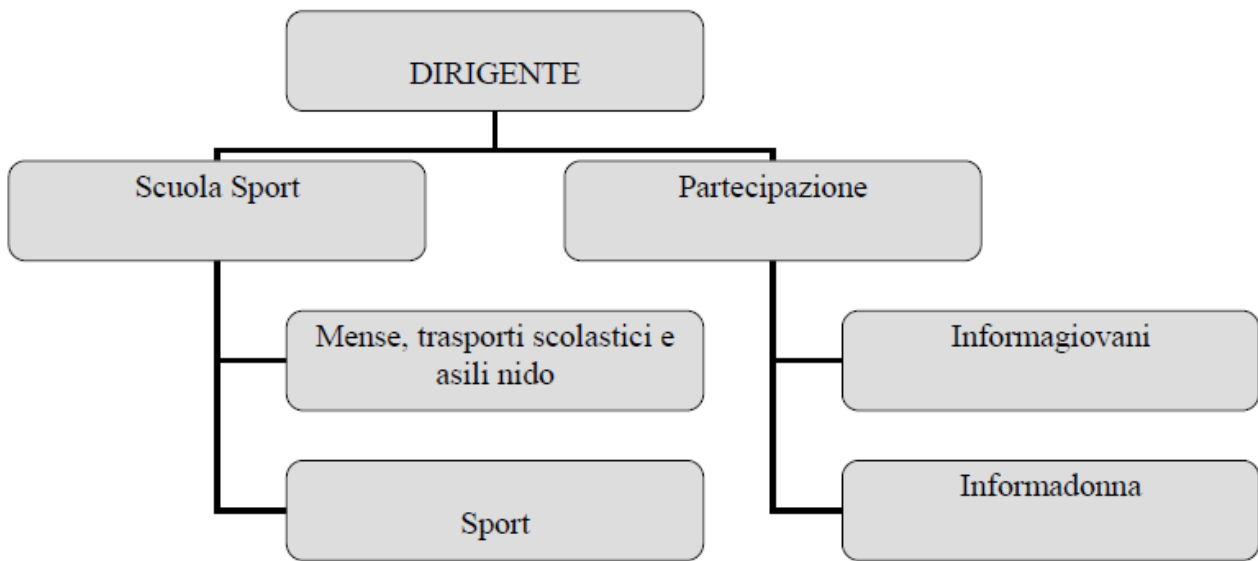 DIRIGENTE
Scuola Sport
Partecipazione
Mense, trasporti scolastici e
asili nido
Informagiovani
Sport
Informadonna